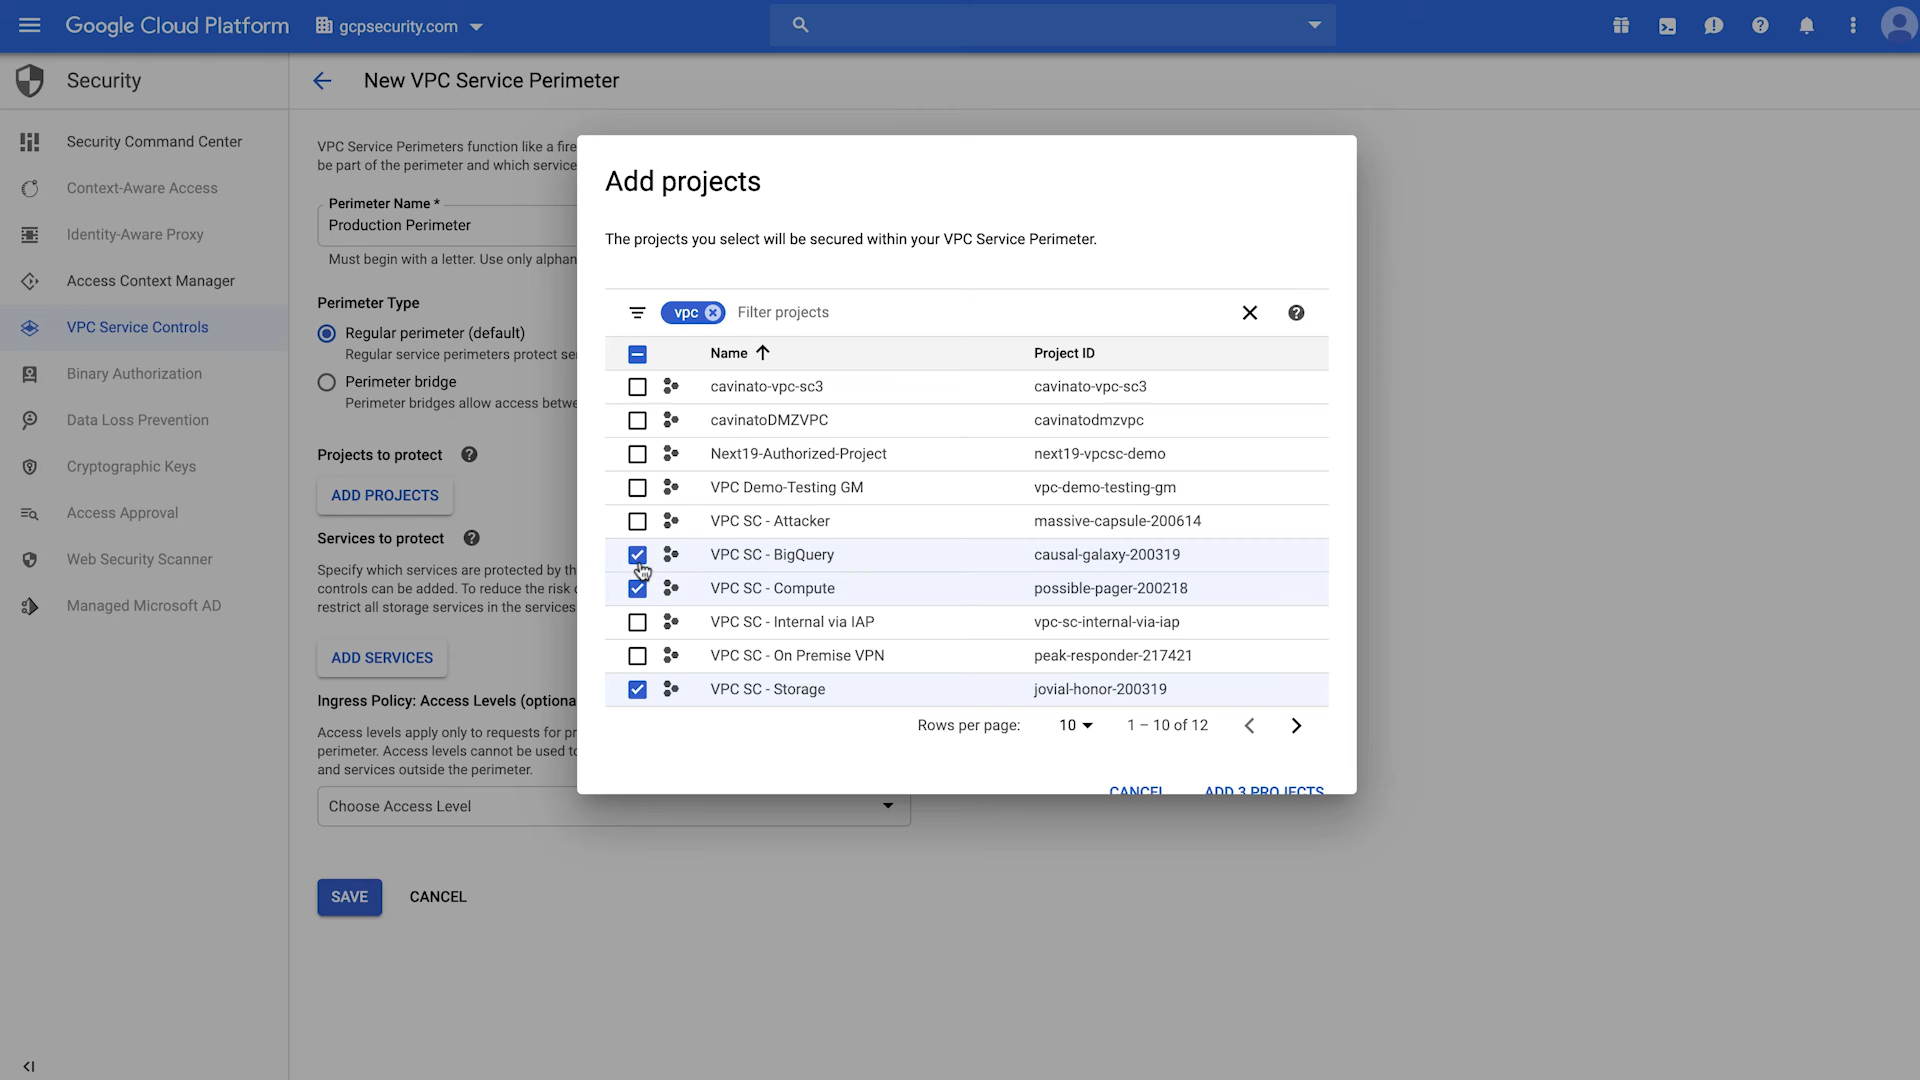 Google Cloud Platform
gcpsecurity.com
Security
New VPC Service Perimeter
Security Command Center
Context-Aware Access
Identity-Aware Proxy
Access Context Manager
VPC Service Controls
Binary Authorization
Data Loss Prevention
Cryptographic Keys
Access Approval
Web Security Scanner
Managed Microsoft AD
VPC Service Perimeters function like a fire
be part of the perimeter and which service
Perimeter Name *
Production Perimeter
Must begin with a letter. Use only alphan
Perimeter Type
Regular perimeter (default)
Regular service perimeters protect se
Perimeter bridge
Perimeter bridges allow access betwe
Projects to protect
ADD PROJECTS
Services to protect
Specify which services are protected by th
controls can be added. To reduce the risk
restrict all storage services in the services
ADD SERVICES
Ingress Policy: Access Levels (optiona
Access levels apply only to requests for pr
perimeter. Access levels cannot be used to
and services outside the perimeter.
Choose Access Level
SAVE CANCEL
Add projects
The projects you select will be secured within your VPC Service Perimeter.
vpc Filter projects
Name Project ID
cavinato-vpc-sc3 cavinato-vpc-sc3
cavinatoDMZVPC cavinatodmzvpc
Next19-Authorized-Project next19-vpcsc-demo
VPC Demo-Testing GM vpc-demo-testing-gm
VPC SC - Attacker massive-capsule-200614
VPC SC - BigQuery causal-galaxy-200319
VPC SC - Compute possible-pager-200218
VPC SC - Internal via IAP vpc-sc-internal-via-iap
VPC SC - On Premise VPN peak-responder-217421
VPC SC - Storage jovial-honor-200319
Rows per page: 10 1 – 10 of 12
CANCEL ADD 3 PROJECTS